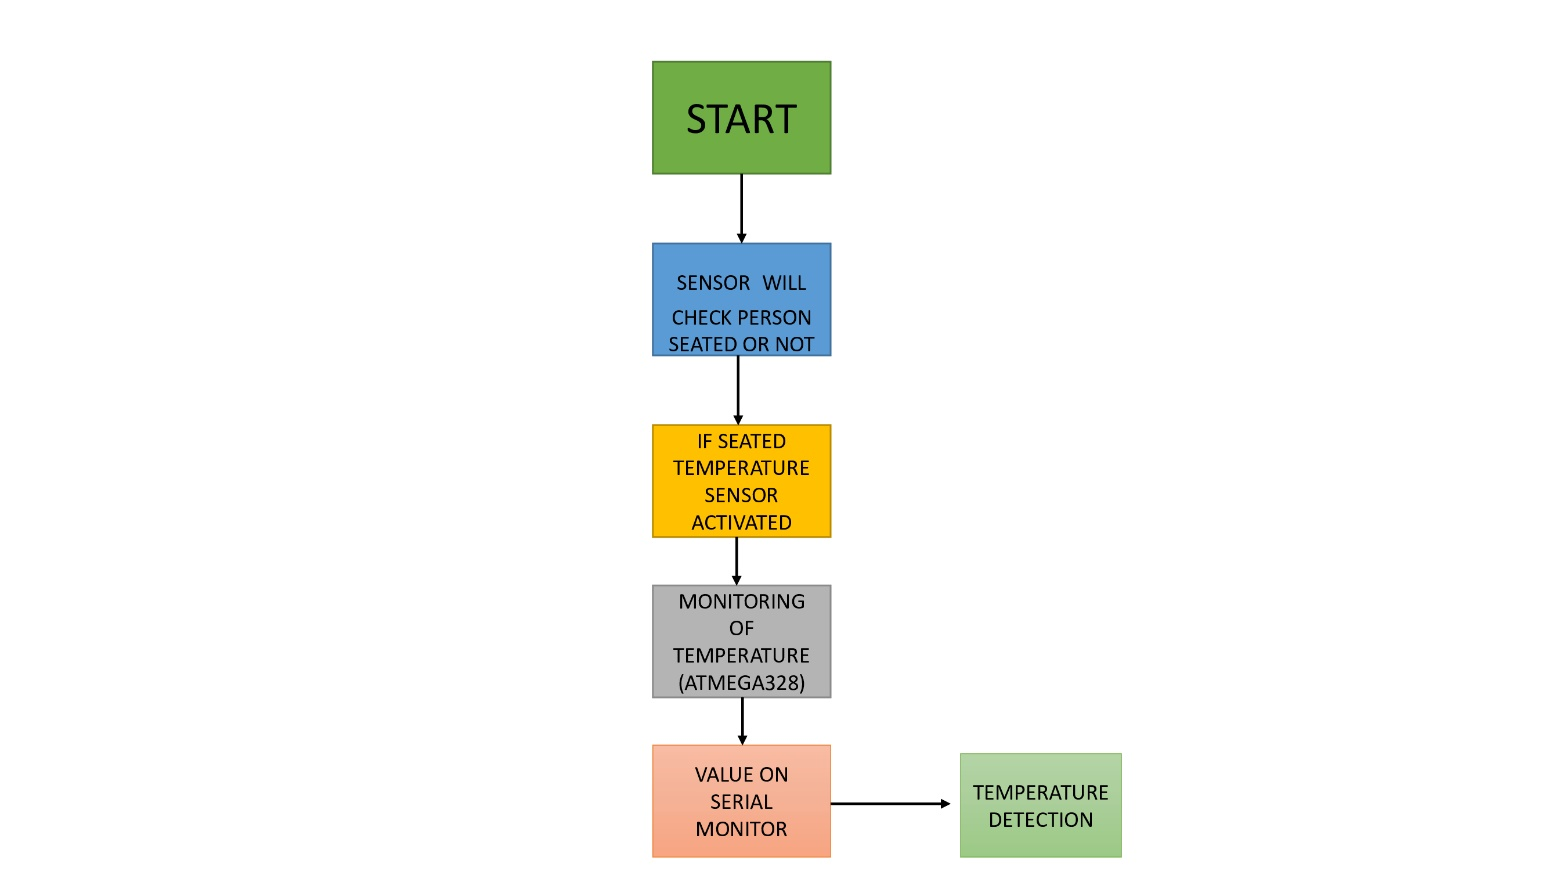 START
SENSOR WILL
CHECK PERSON
SEATED OR NOT
IF SEATED
TEMPERATURE
SENSOR
ACTIVATED
MONITORING
OF
TEMPERATURE
(ATMEGA328)
VALUE ON
SERIAL
MONITOR
TEMPERATURE
DETECTION